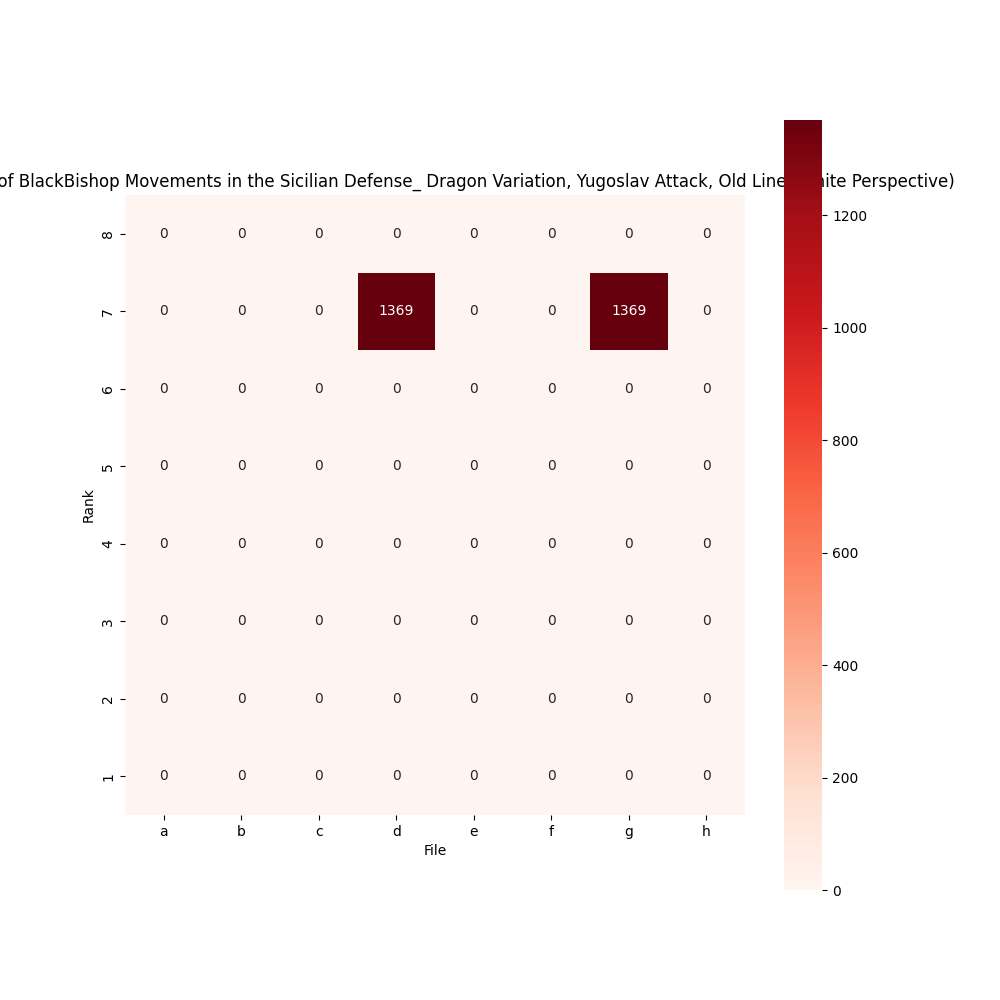 of BlackBishop Movements in the Sicilian Defense_ Dragon Variation, Yugoslav Attack, Old Line Perspective)
8 0 0 0 0 0 0 0 0
7 0 0 0 1369 0 0 1369 0
6 0 0 0 0 0 0 0 0
5 0 0 0 0 0 0 0 0
4 0 0 0 0 0 0 0 0
3 0 0 0 0 0 0 0 0
2 0 0 0 0 0 0 0 0
1 0 0 0 0 0 0 0 0
a b c d e f g h
File
Rank
1200
1000
800
600
400
200
0